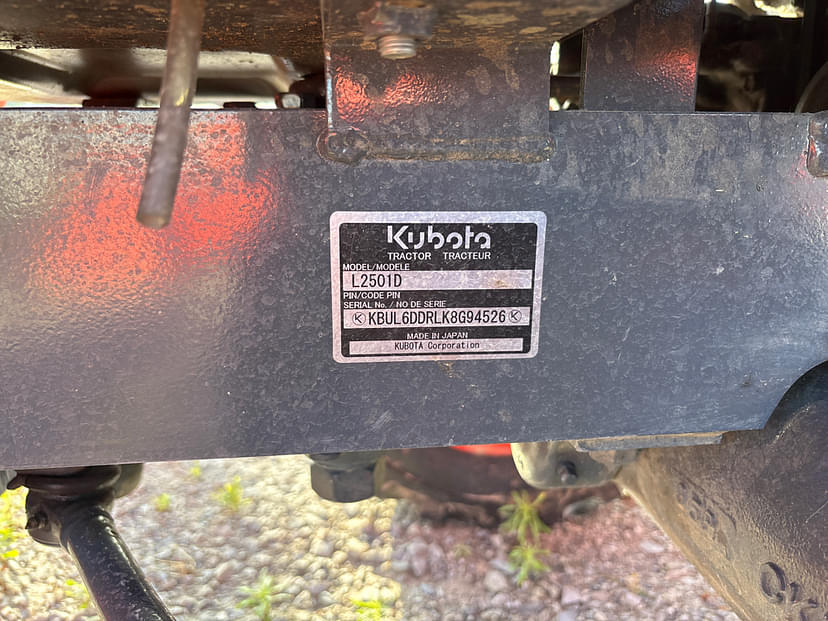 Kubota
TRACTOR TRACTEUR
MODEL/MODELE
L2501D
PIN/CODE PIN
SERIAL No. / NO DE SERIE
KBUL6DDRLK8G94526
MADE IN JAPAN
KUBOTA Corporation